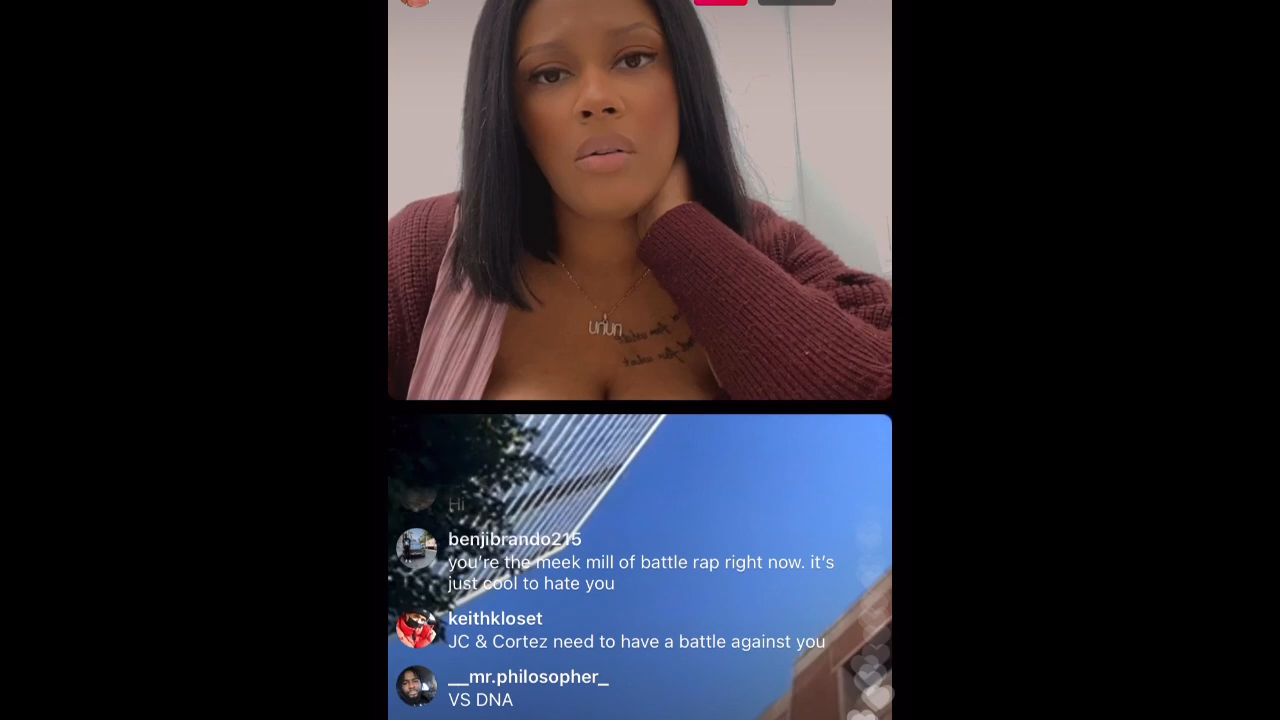 unun
Hi
benjibrando215
you're the meek mill of battle rap right now. it's
just cool to hate you
keithkloset
JC & Cortez need to have a battle against you
__mr.philosopher_
VS DNA